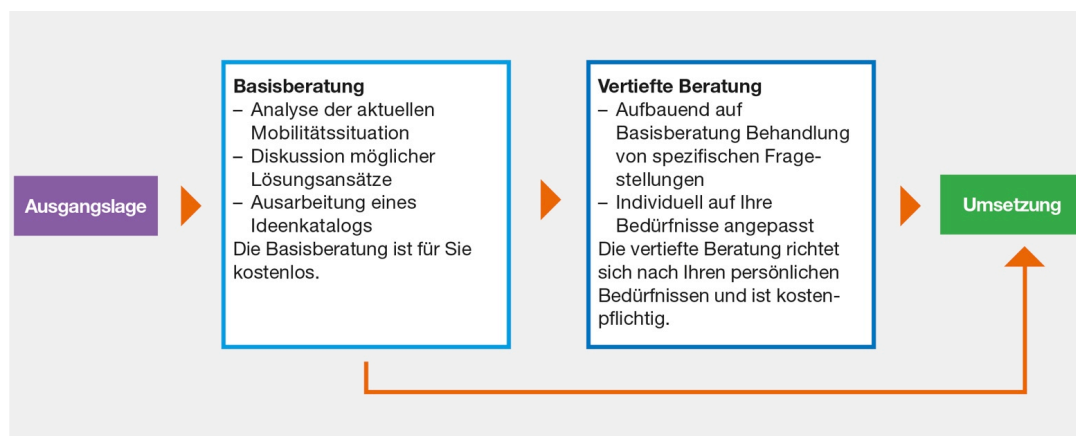 Ausgangslage
Basisberatung
– Analyse der aktuellen
Mobilitätssituation
– Diskussion möglicher
Lösungsansätze
– Ausarbeitung eines
Ideenkatalogs
Die Basisberatung ist für Sie
kostenlos.
Vertiefte Beratung
– Aufbauend auf
Basisberatung Behandlung
von spezifischen Frage-
stellungen
– Individuell auf Ihre
Bedürfnisse angepasst
Die vertiefte Beratung richtet
sich nach Ihren persönlichen
Bedürfnissen und ist kosten-
pflichtig.
Umsetzung